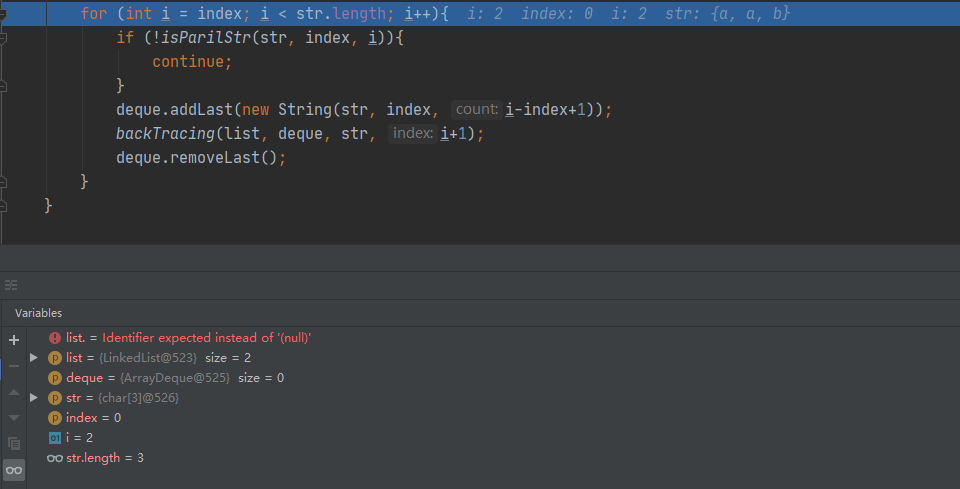 for (int i = index; i < str.length; i++){ i: 2 index: 0 i: 2 str: {a, a, b}
if (!isParilStr(str, index, i)){
continue;
}
deque.addLast(new String(str, index, count: i-index+1));
backTracing(list, deque, str, index: i+1);
deque.removeLast();
}
}
Variables
list. = Identifier expected instead of '(null)'
p list = {LinkedList@523} size = 2
p deque = {ArrayDeque@525} size = 0
p str = {char[3]@526}
p index = 0
01 i = 2
str.length = 3